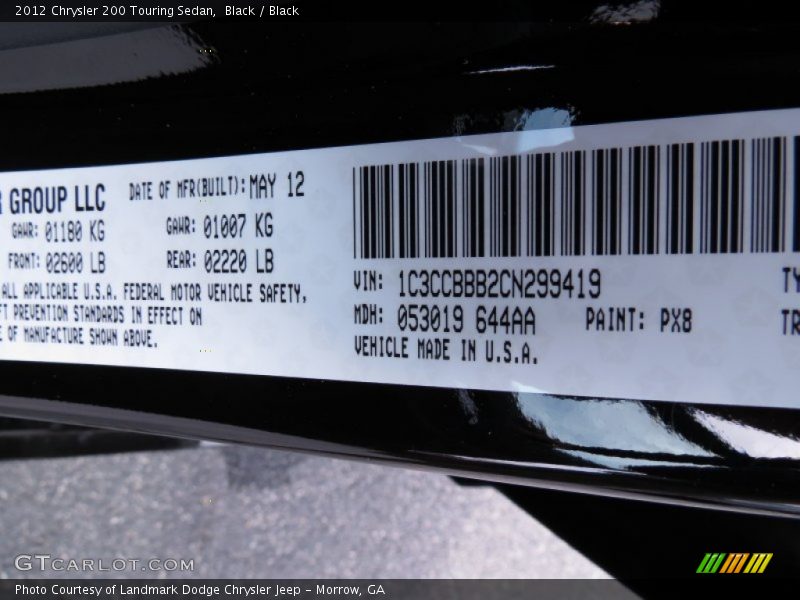 2012 Chrysler 200 Touring Sedan, Black / Black
GROUP LLC
DATE OF MFR(BUILT): MAY 12
GAWR: 01180 KG
GAWR: 01007 KG
FRONT: 02600 LB
REAR: 02220 LB
ALL APPLICABLE U.S.A. FEDERAL MOTOR VEHICLE SAFETY,
FT PREVENTION STANDARDS IN EFFECT ON
E OF MANUFACTURE SHOWN ABOVE.
VIN: 1C3CCBBB2CN299419
TY
MDH: 053019 644AA
PAINT: PX8
TR
VEHICLE MADE IN U.S.A.
GTCARLOT.COM
Photo Courtesy of Landmark Dodge Chrysler Jeep - Morrow, GA